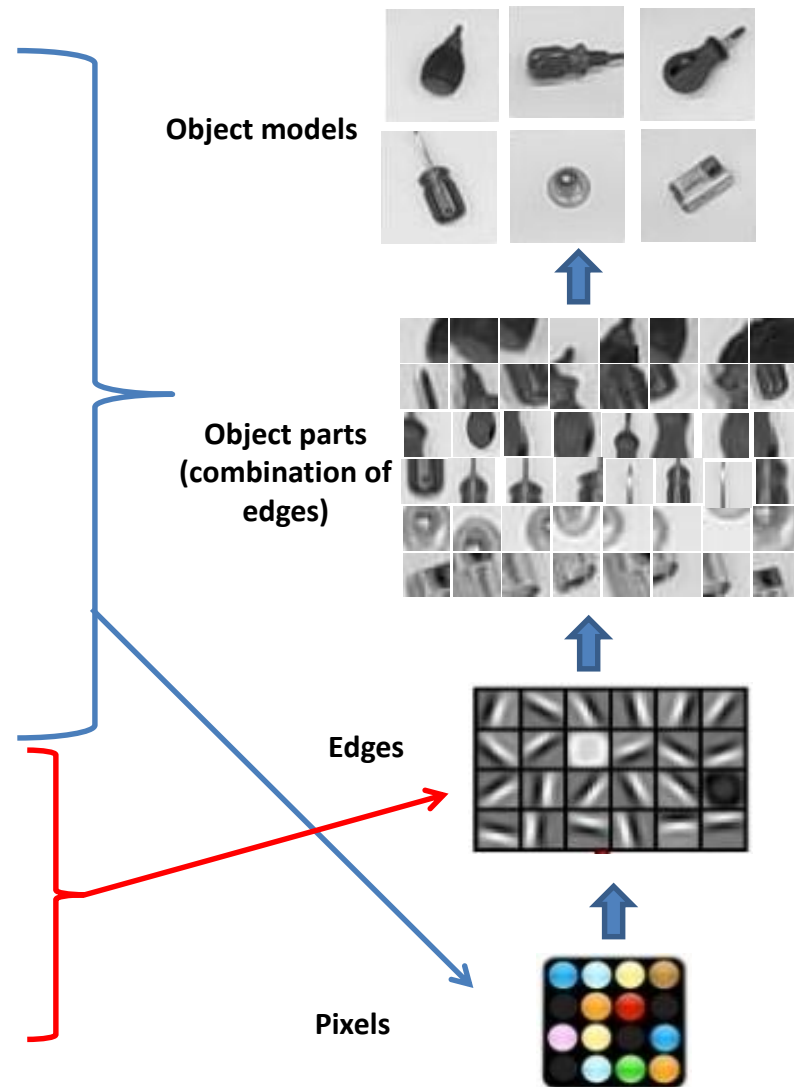 Object models
Object parts
(combination of
edges)
Edges
Pixels